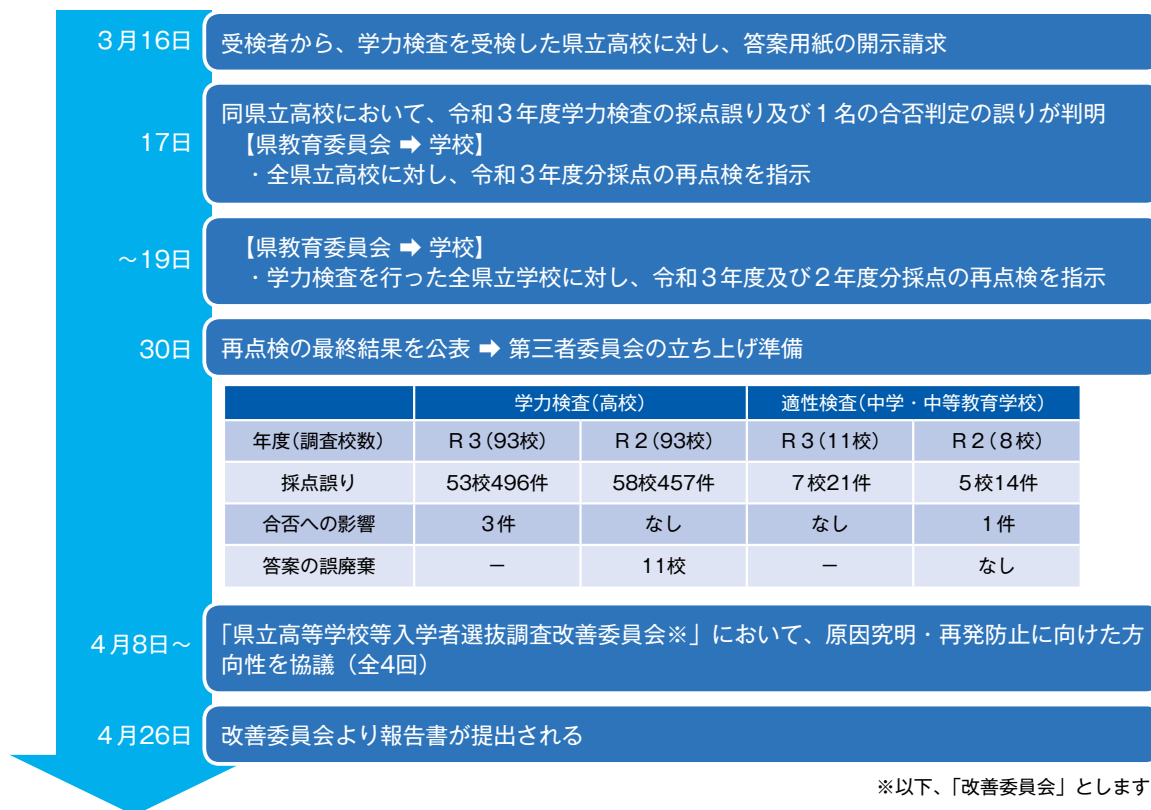 3月16日
受検者から、学力検査を受検した県立高校に対し、答案用紙の開示請求
17日
同県立高校において、令和3年度学力検査の採点誤り及び1名の合否判定の誤りが判明
【県教育委員会 ➡ 学校】
・全県立高校に対し、令和3年度分採点の再点検を指示
～19日
【県教育委員会 ➡ 学校】
・学力検査を行った全県立学校に対し、令和3年度及び2年度分採点の再点検を指示
30日
再点検の最終結果を公表 ➡ 第三者委員会の立ち上げ準備
学力検査(高校) 適性検査(中学・中等教育学校)
年度(調査校数) R3(93校) R2(93校) R3(11校) R2(8校)
採点誤り 53校496件 58校457件 7校21件 5校14件
合否への影響 3件 なし なし 1件
答案の誤廃棄 － 11校 － なし
4月8日～
「県立高等学校等入学者選抜調査改善委員会※」において、原因究明・再発防止に向けた方
向性を協議（全4回）
4月26日
改善委員会より報告書が提出される
※以下、「改善委員会」とします